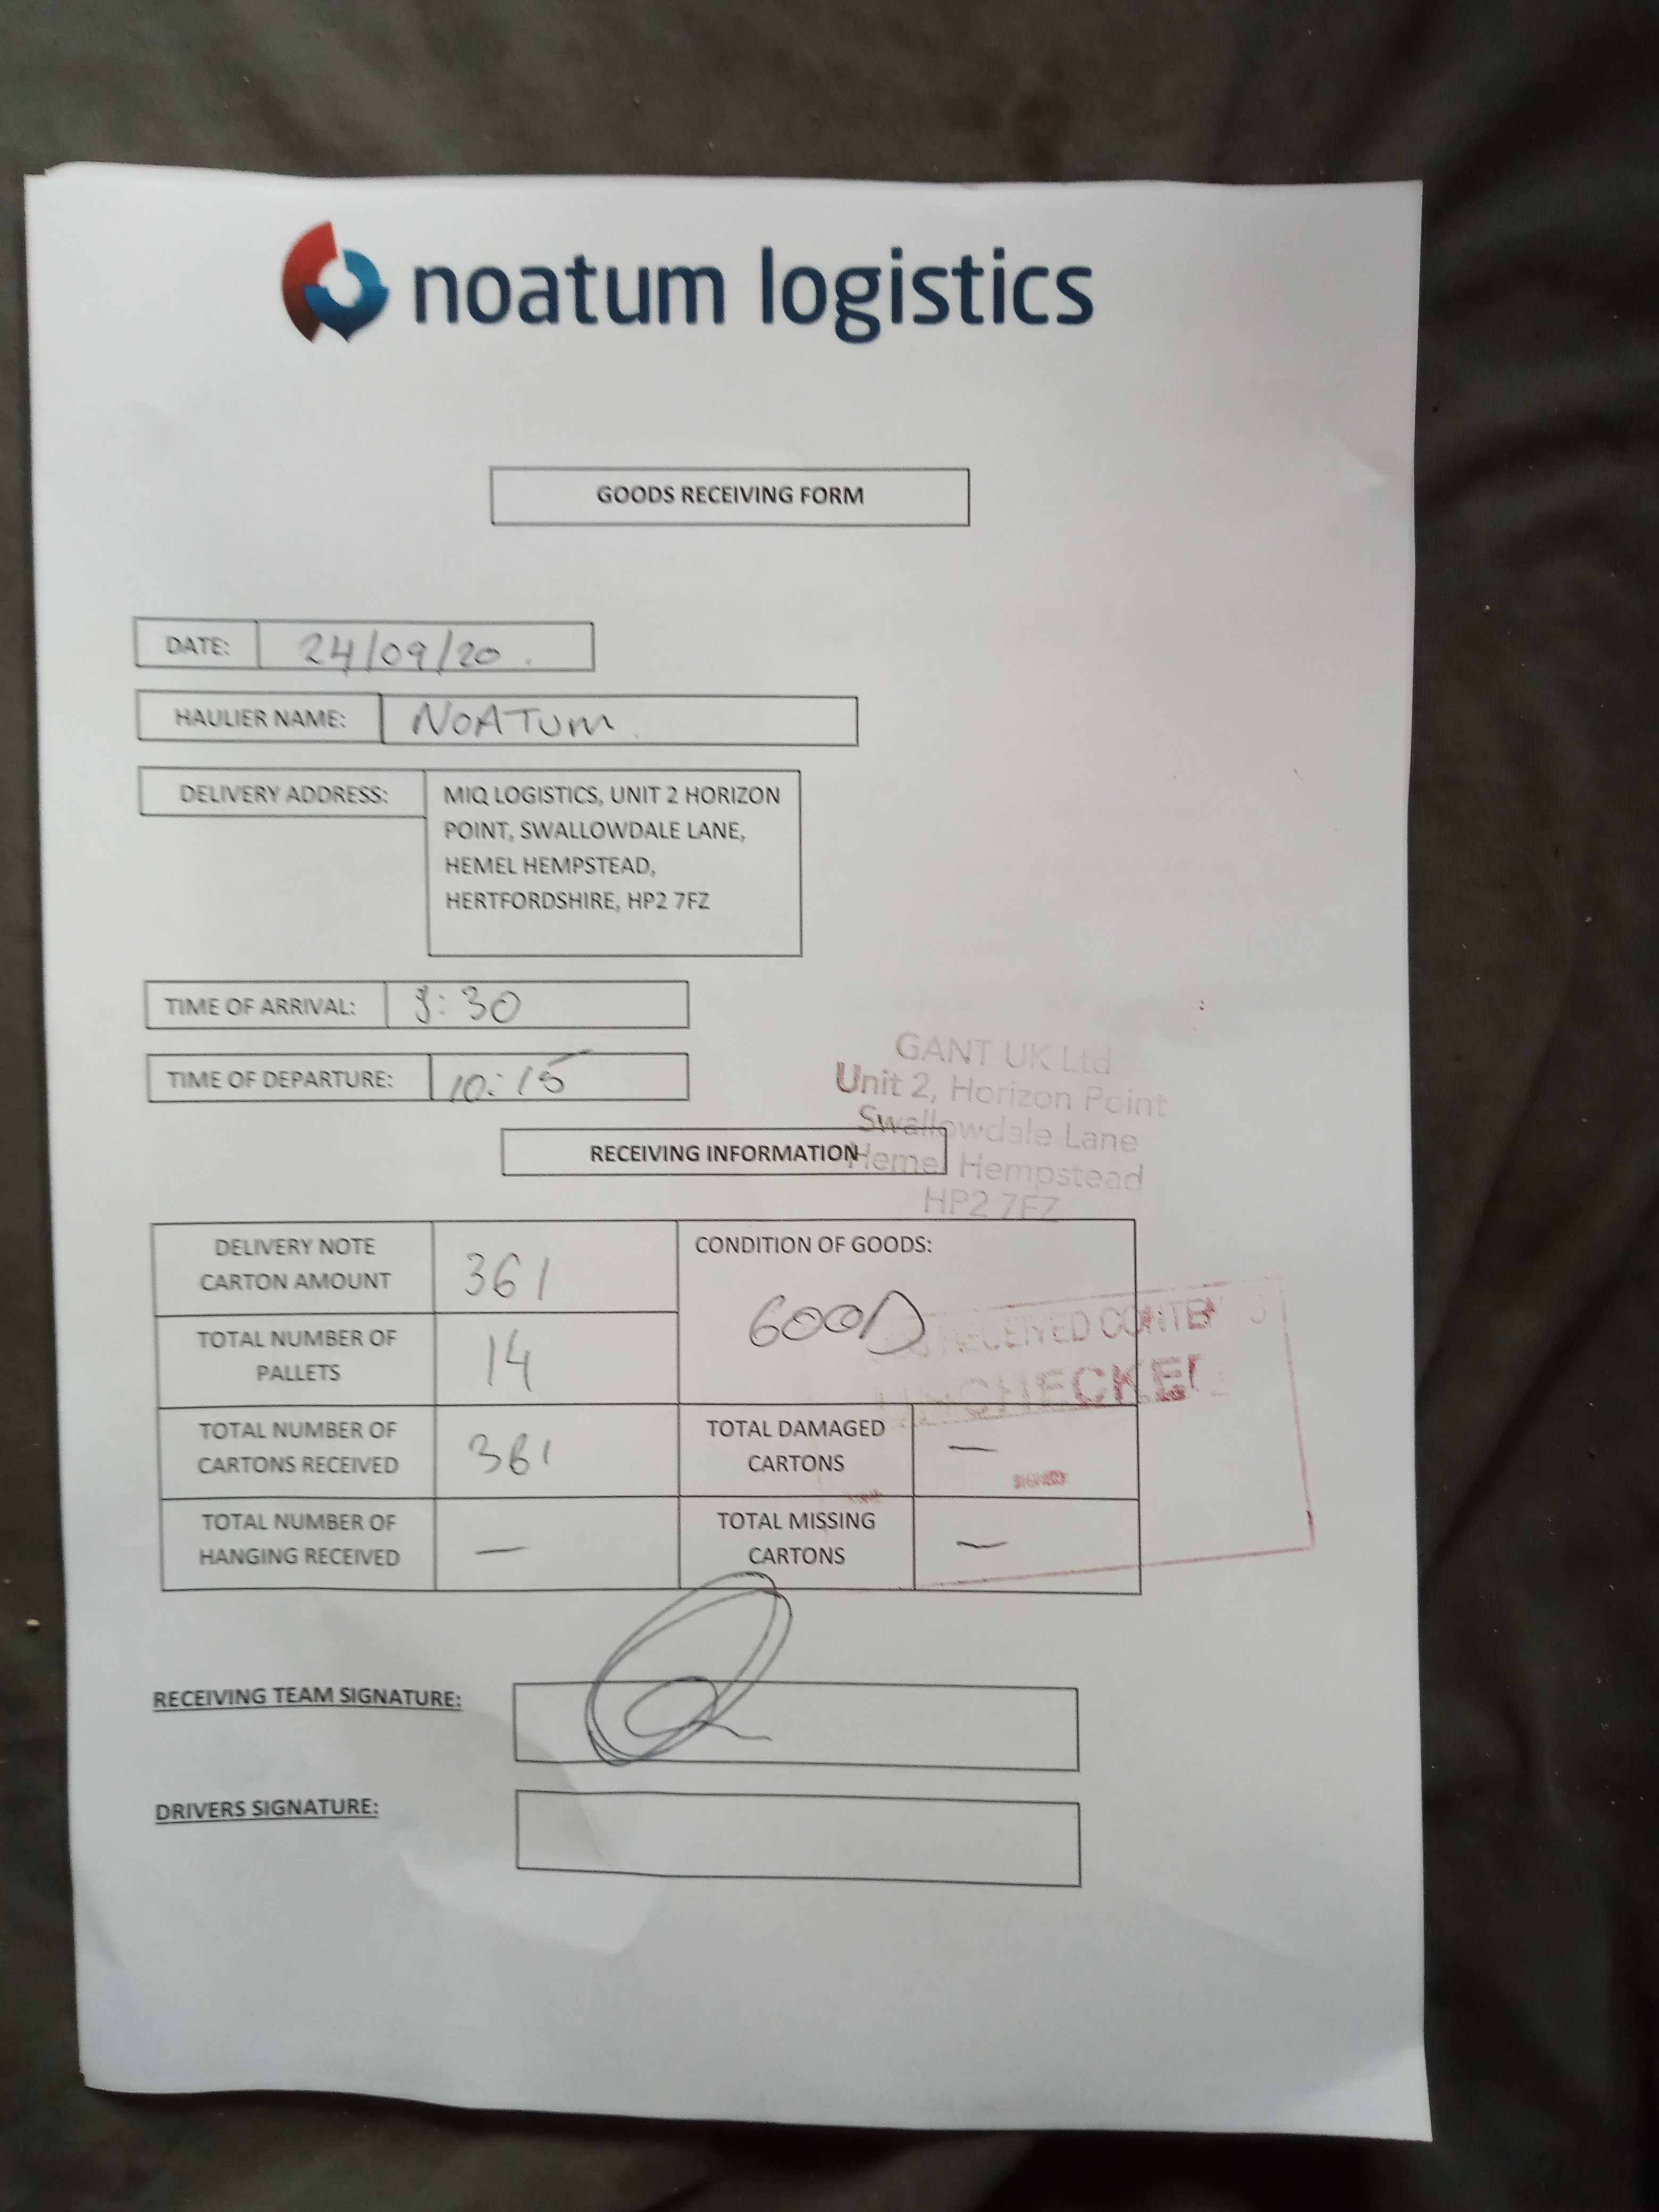 noatum logistics
GOODS RECEIVING FORM
DATE: 24/09/20
HAULIER NAME: NOATUM
DELIVERY ADDRESS: MIQ LOGISTICS, UNIT 2 HORIZON
POINT, SWALLOWDALE LANE,
HEMEL HEMPSTEAD,
HERTFORDSHIRE, HP2 7FZ
TIME OF ARRIVAL: :30
GANT UK Ltd
TIME OF DEPARTURE: 10:15
Unit 2, Horizon Point
Swallowdale Lane
RECEIVING INFORMATION
Hemel Hempstead
HP2 7FZ
DELIVERY NOTE
CARTON AMOUNT 361
CONDITION OF GOODS:
GOOD
RECEIVED CONTENTS
UNCHECKED
TOTAL NUMBER OF
PALLETS 14
TOTAL NUMBER OF
CARTONS RECEIVED 361
TOTAL DAMAGED
CARTONS —
TOTAL NUMBER OF
HANGING RECEIVED —
TOTAL MISSING
CARTONS —
RECEIVING TEAM SIGNATURE:
DRIVERS SIGNATURE: